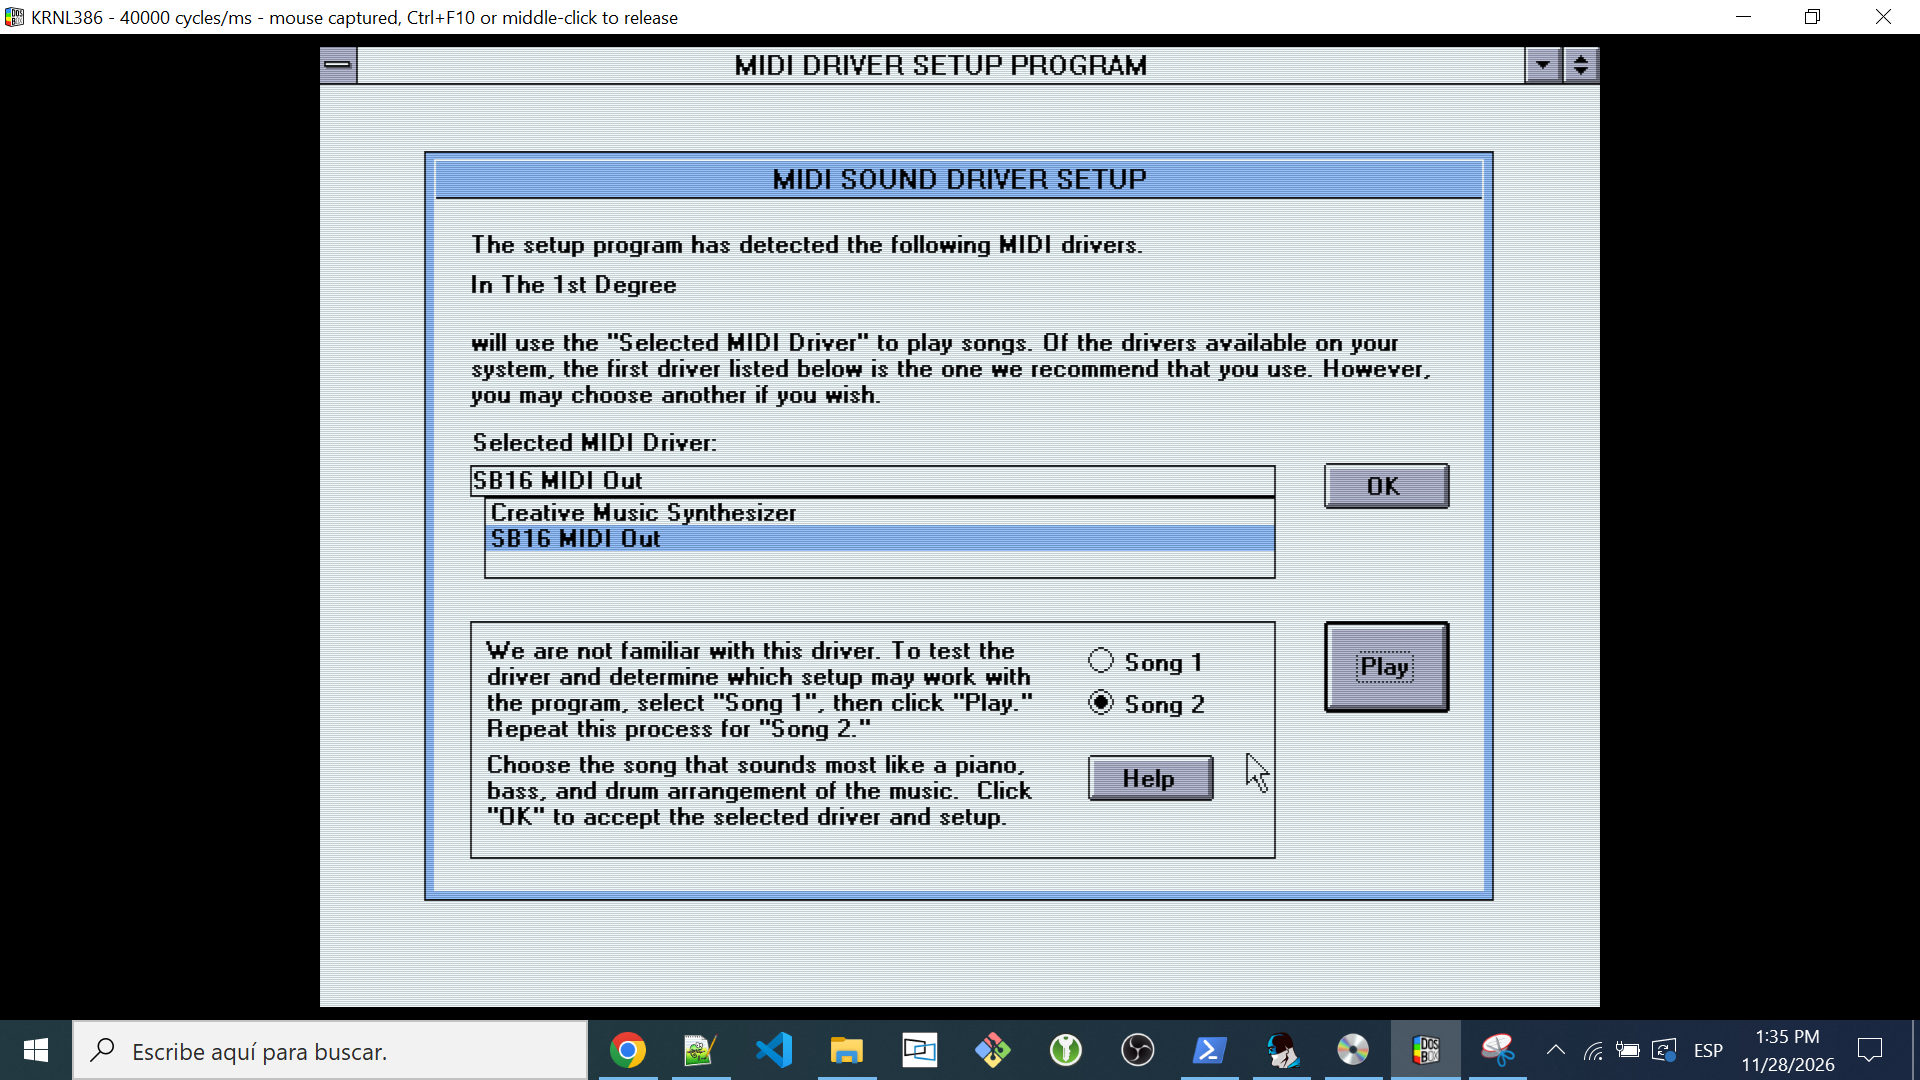 KRNL386 - 40000 cycles/ms - mouse captured, Ctrl+F10 or middle-click to release
MIDI DRIVER SETUP PROGRAM
MIDI SOUND DRIVER SETUP
The setup program has detected the following MIDI drivers.
In The 1st Degree
will use the "Selected MIDI Driver" to play songs. Of the drivers available on your
system, the first driver listed below is the one we recommend that you use. However,
you may choose another if you wish.
Selected MIDI Driver:
SB16 MIDI Out
OK
Creative Music Synthesizer
SB16 MIDI Out
We are not familiar with this driver. To test the
driver and determine which setup may work with
the program, select "Song 1", then click "Play."
Repeat this process for "Song 2."
Choose the song that sounds most like a piano,
bass, and drum arrangement of the music.  Click
"OK" to accept the selected driver and setup.
Song 1
Song 2
Help
Play
Escribe aquí para buscar.
DOS
BOX
ESP
1:35 PM
11/28/2026